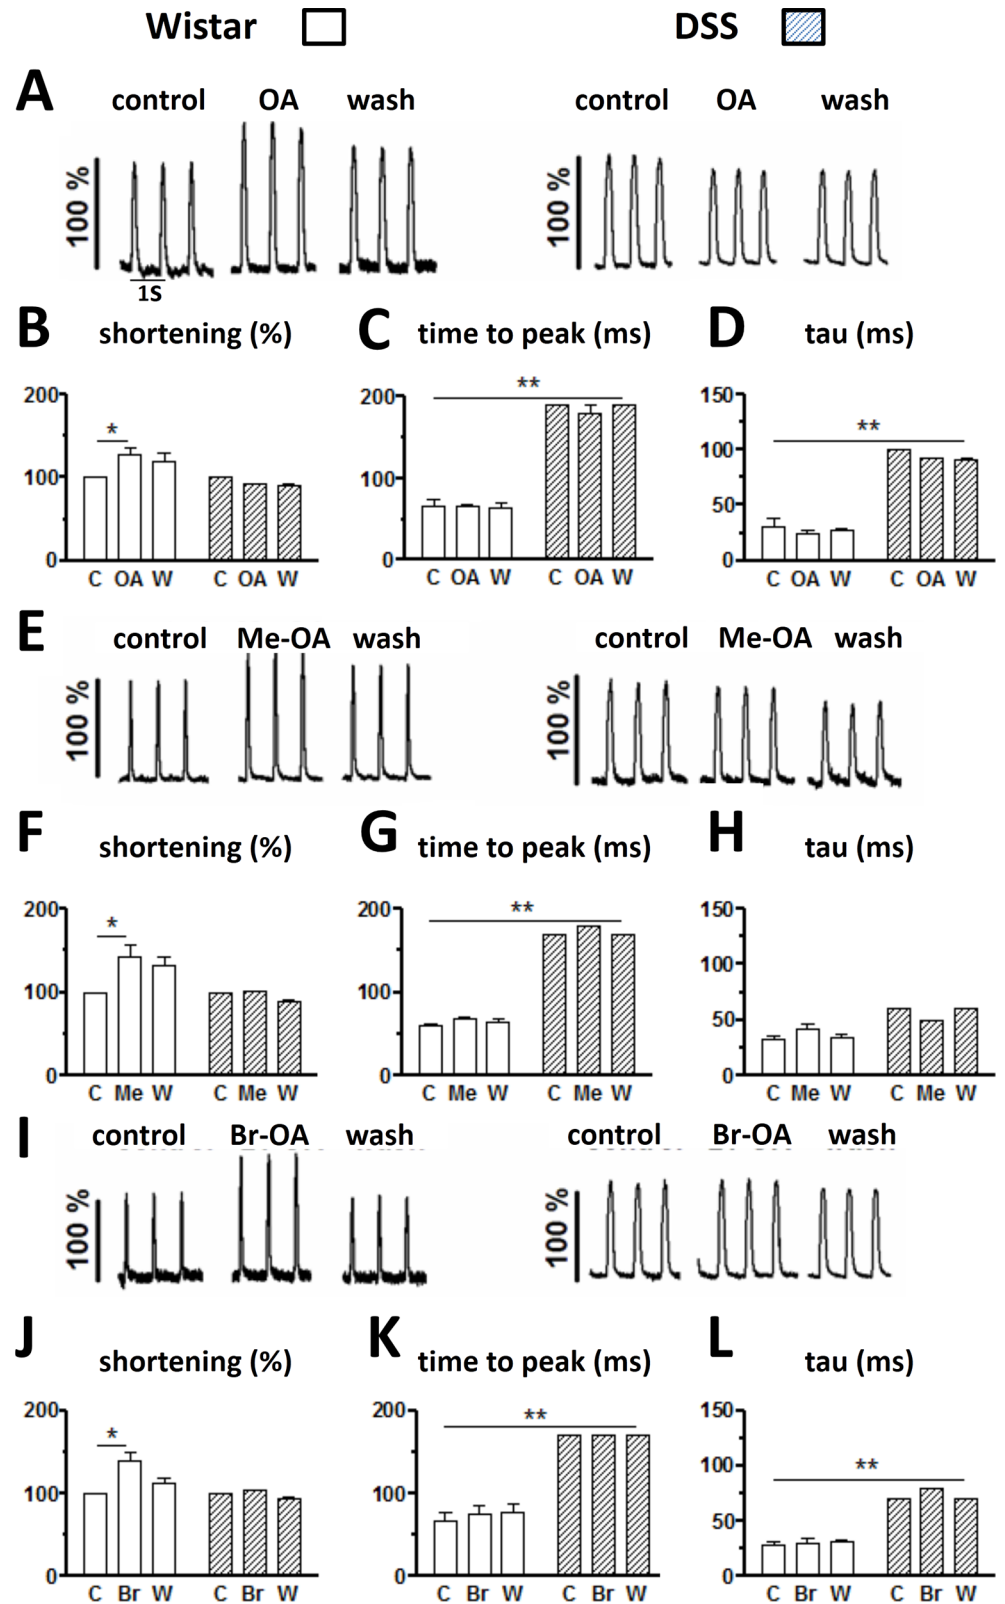 Wistar DSS
A
control OA wash control OA wash
100 % 100 %
1S
B shortening (%) C time to peak (ms) D tau (ms)
200 200 150
* ** **
100 100 100
50
0 0 0
C OA W C OA W C OA W C OA W C OA W C OA W
E
control Me-OA wash control Me-OA wash
100 % 100 %
F shortening (%) G time to peak (ms) H tau (ms)
200 200 150
* **
100 100 100
50
0 0 0
C Me W C Me W C Me W C Me W C Me W C Me W
I
control Br-OA wash control Br-OA wash
100 % 100 %
J shortening (%) K time to peak (ms) L tau (ms)
200 200 150
* ** **
100 100 100
50
0 0 0
C Br W C Br W C Br W C Br W C Br W C Br W